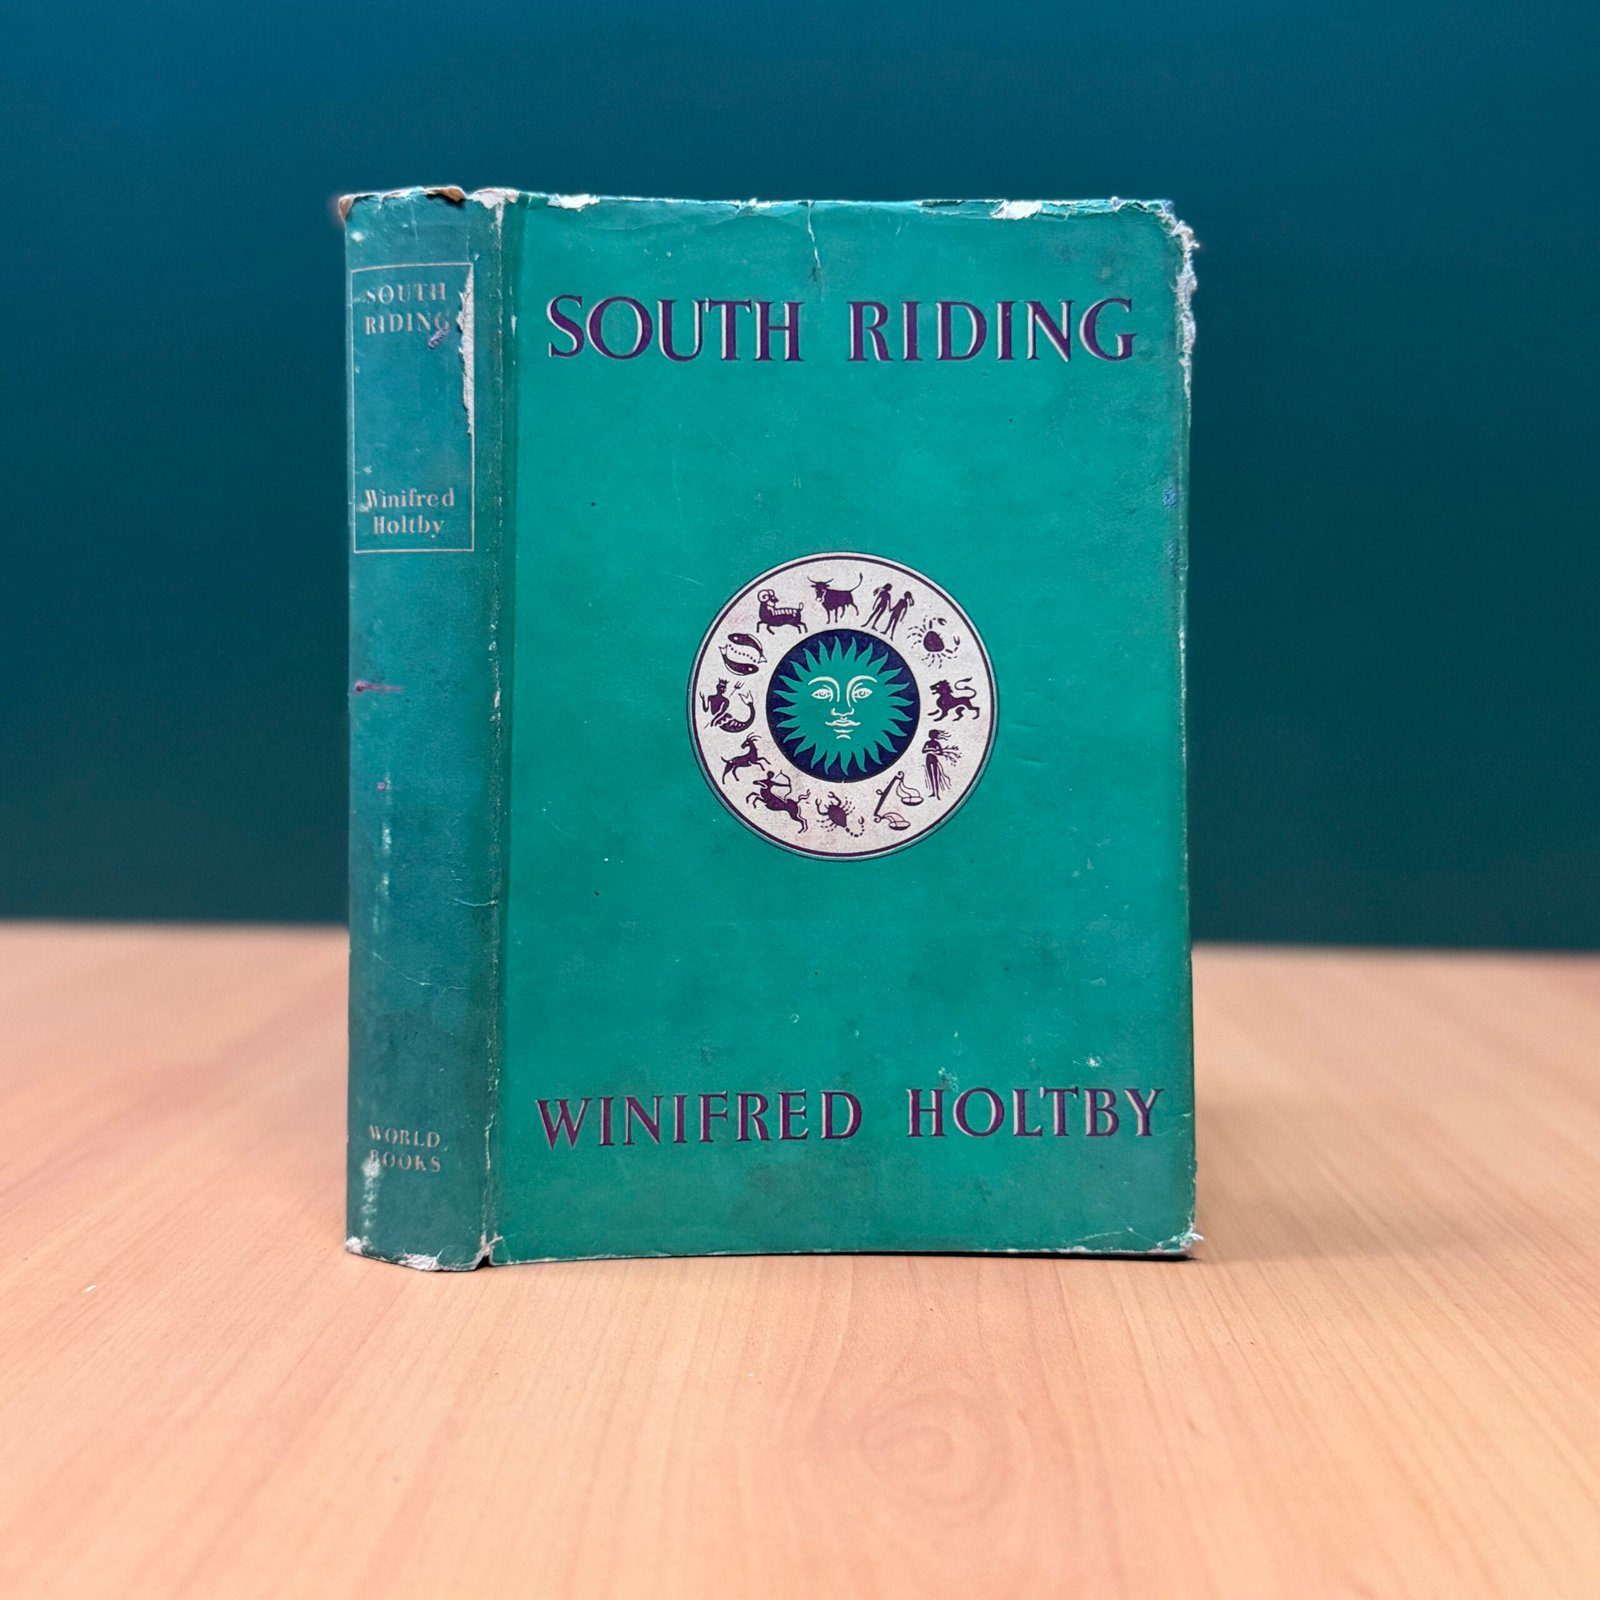 SOUTH
RIDING
Winifred
Holtby
WORLD
BOOKS
SOUTH RIDING
WINIFRED HOLTBY